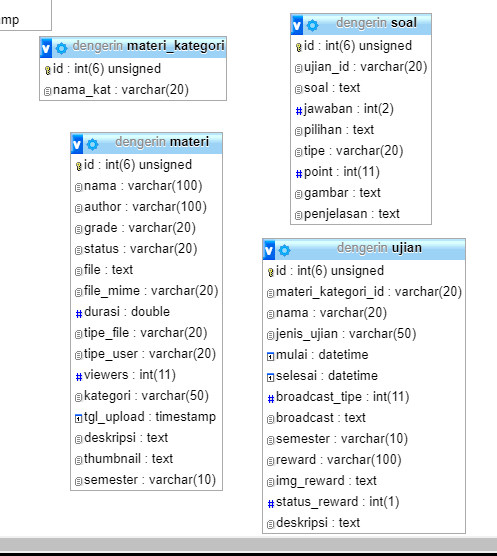 amp
dengerin materi_kategori
id : int(6) unsigned
nama_kat : varchar(20)
dengerin materi
id : int(6) unsigned
nama : varchar(100)
author : varchar(100)
grade : varchar(20)
status : varchar(20)
file : text
file_mime : varchar(20)
# durasi : double
tipe_file : varchar(20)
tipe_user : varchar(20)
# viewers : int(11)
kategori : varchar(50)
tgl_upload : timestamp
deskripsi : text
thumbnail : text
semester : varchar(10)
dengerin soal
id : int(6) unsigned
ujian_id : varchar(20)
soal : text
# jawaban : int(2)
pilihan : text
tipe : varchar(20)
# point : int(11)
gambar : text
penjelasan : text
dengerin ujian
id : int(6) unsigned
materi_kategori_id : varchar(20)
nama : varchar(20)
jenis_ujian : varchar(50)
mulai : datetime
selesai : datetime
# broadcast_tipe : int(11)
broadcast : text
semester : varchar(10)
reward : varchar(100)
img_reward : text
# status_reward : int(1)
deskripsi : text